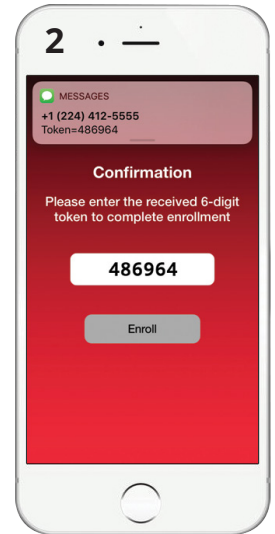 2
MESSAGES
+1 (224) 412-5555
Token=486964
Confirmation
Please enter the received 6-digit
token to complete enrollment
486964
Enroll